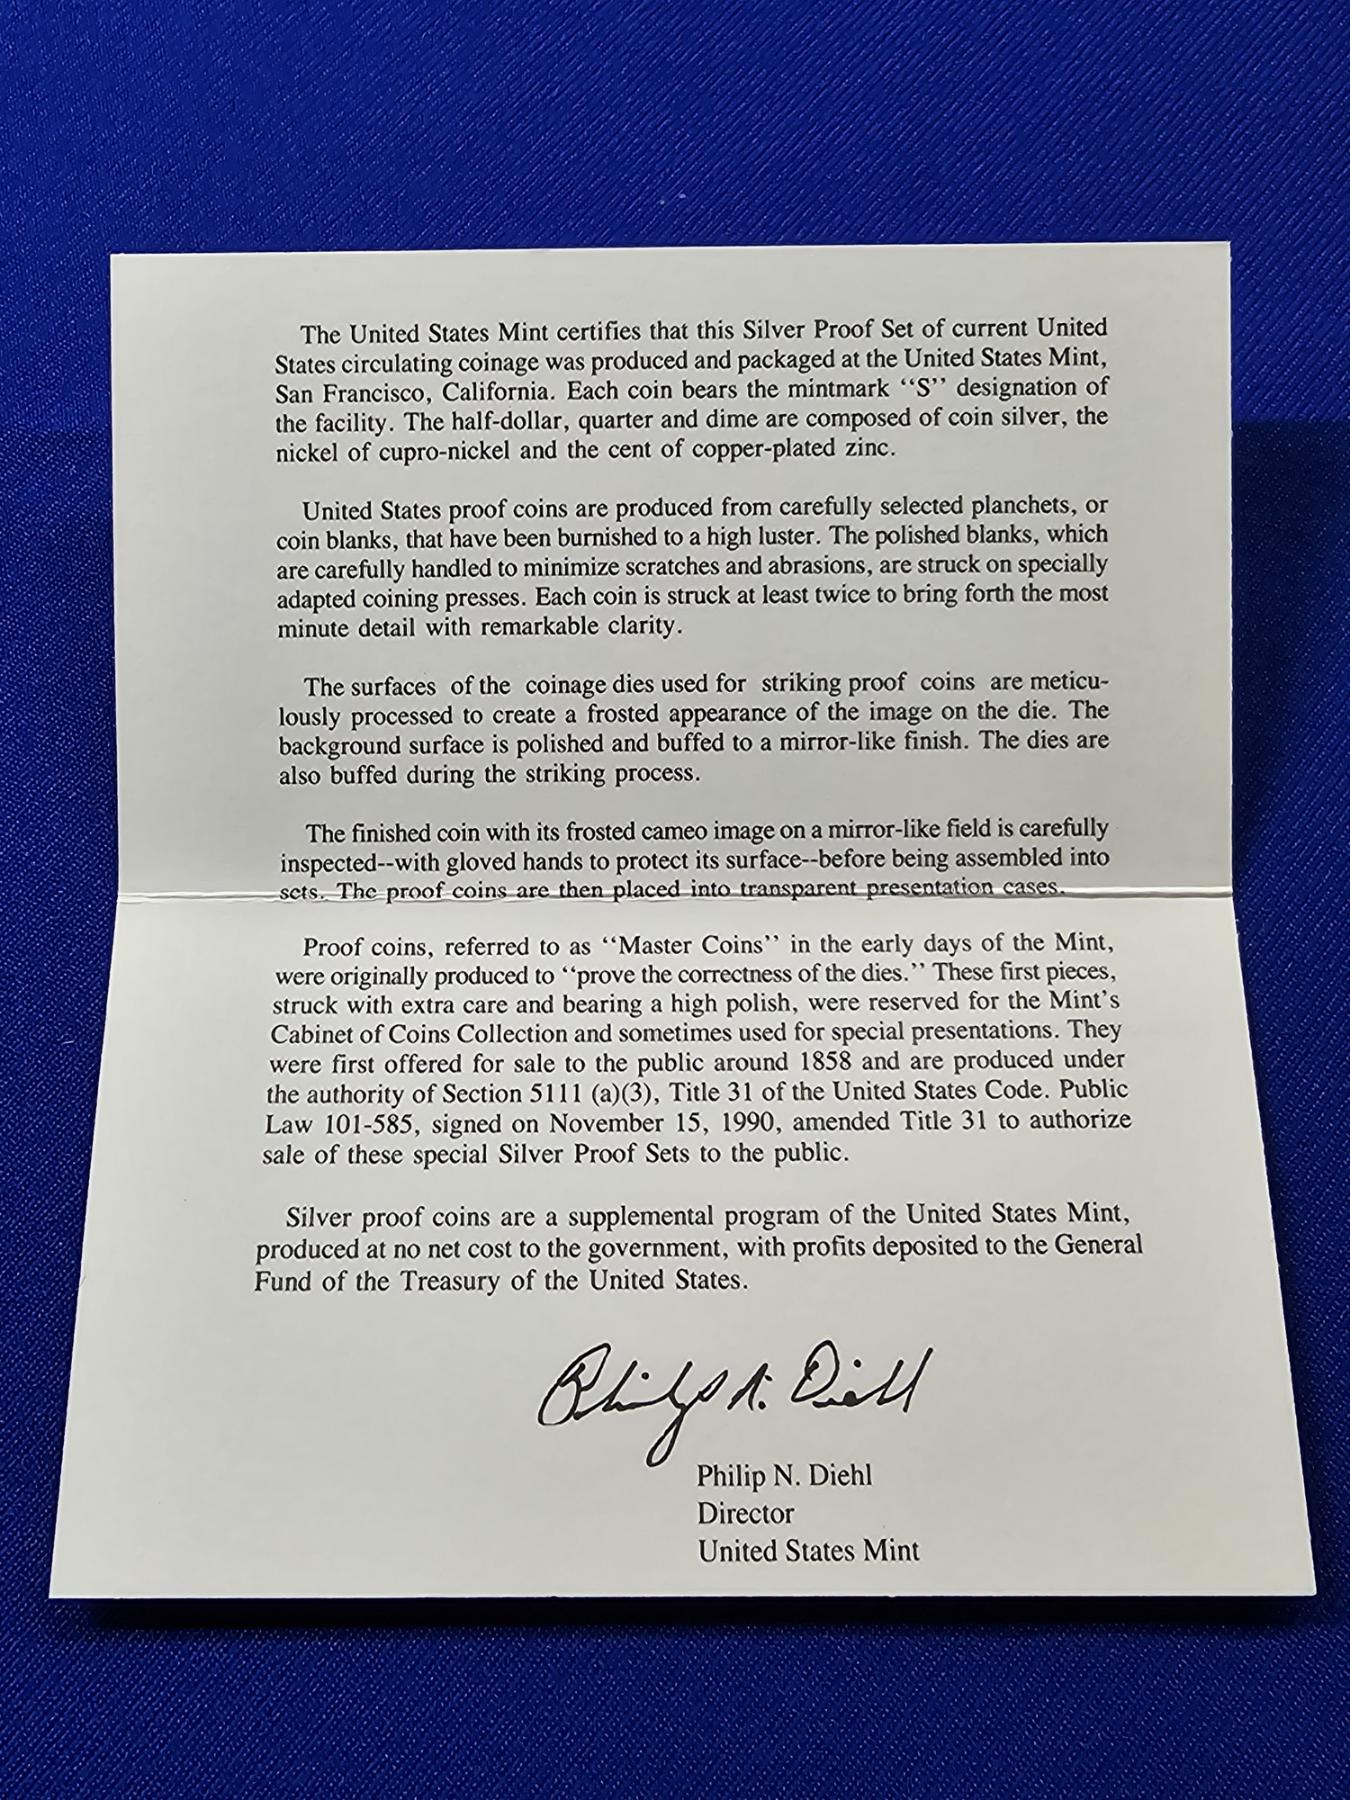 The United States Mint certifies that this Silver Proof Set of current United
States circulating coinage was produced and packaged at the United States Mint,
San Francisco, California. Each coin bears the mintmark “S” designation of
the facility. The half-dollar, quarter and dime are composed of coin silver, the
nickel of cupro-nickel and the cent of copper-plated zinc.
United States proof coins are produced from carefully selected planchets, or
coin blanks, that have been burnished to a high luster. The polished blanks, which
are carefully handled to minimize scratches and abrasions, are struck on specially
adapted coining presses. Each coin is struck at least twice to bring forth the most
minute detail with remarkable clarity.
The surfaces of the coinage dies used for striking proof coins are meticu-
lously processed to create a frosted appearance of the image on the die. The
background surface is polished and buffed to a mirror-like finish. The dies are
also buffed during the striking process.
The finished coin with its frosted cameo image on a mirror-like field is carefully
inspected--with gloved hands to protect its surface--before being assembled into
sets. The proof coins are then placed into transparent presentation cases.
Proof coins, referred to as “Master Coins” in the early days of the Mint,
were originally produced to “prove the correctness of the dies.” These first pieces,
struck with extra care and bearing a high polish, were reserved for the Mint's
Cabinet of Coins Collection and sometimes used for special presentations. They
were first offered for sale to the public around 1858 and are produced under
the authority of Section 5111 (a)(3), Title 31 of the United States Code. Public
Law 101-585, signed on November 15, 1990, amended Title 31 to authorize
sale of these special Silver Proof Sets to the public.
Silver proof coins are a supplemental program of the United States Mint,
produced at no net cost to the government, with profits deposited to the General
Fund of the Treasury of the United States.
Philip N. Diehl
Philip N. Diehl
Director
United States Mint